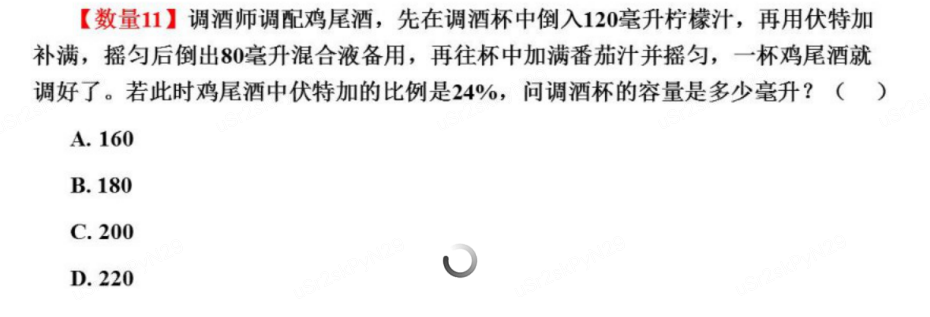 【数量11】调酒师调配鸡尾酒，先在调酒杯中倒入120毫升柠檬汁，再用伏特加
补满，摇匀后倒出80毫升混合液备用，再往杯中加满番茄汁并摇匀，一杯鸡尾酒就
调好了。若此时鸡尾酒中伏特加的比例是24%，问调酒杯的容量是多少毫升？（　）
A. 160
B. 180
C. 200
D. 220